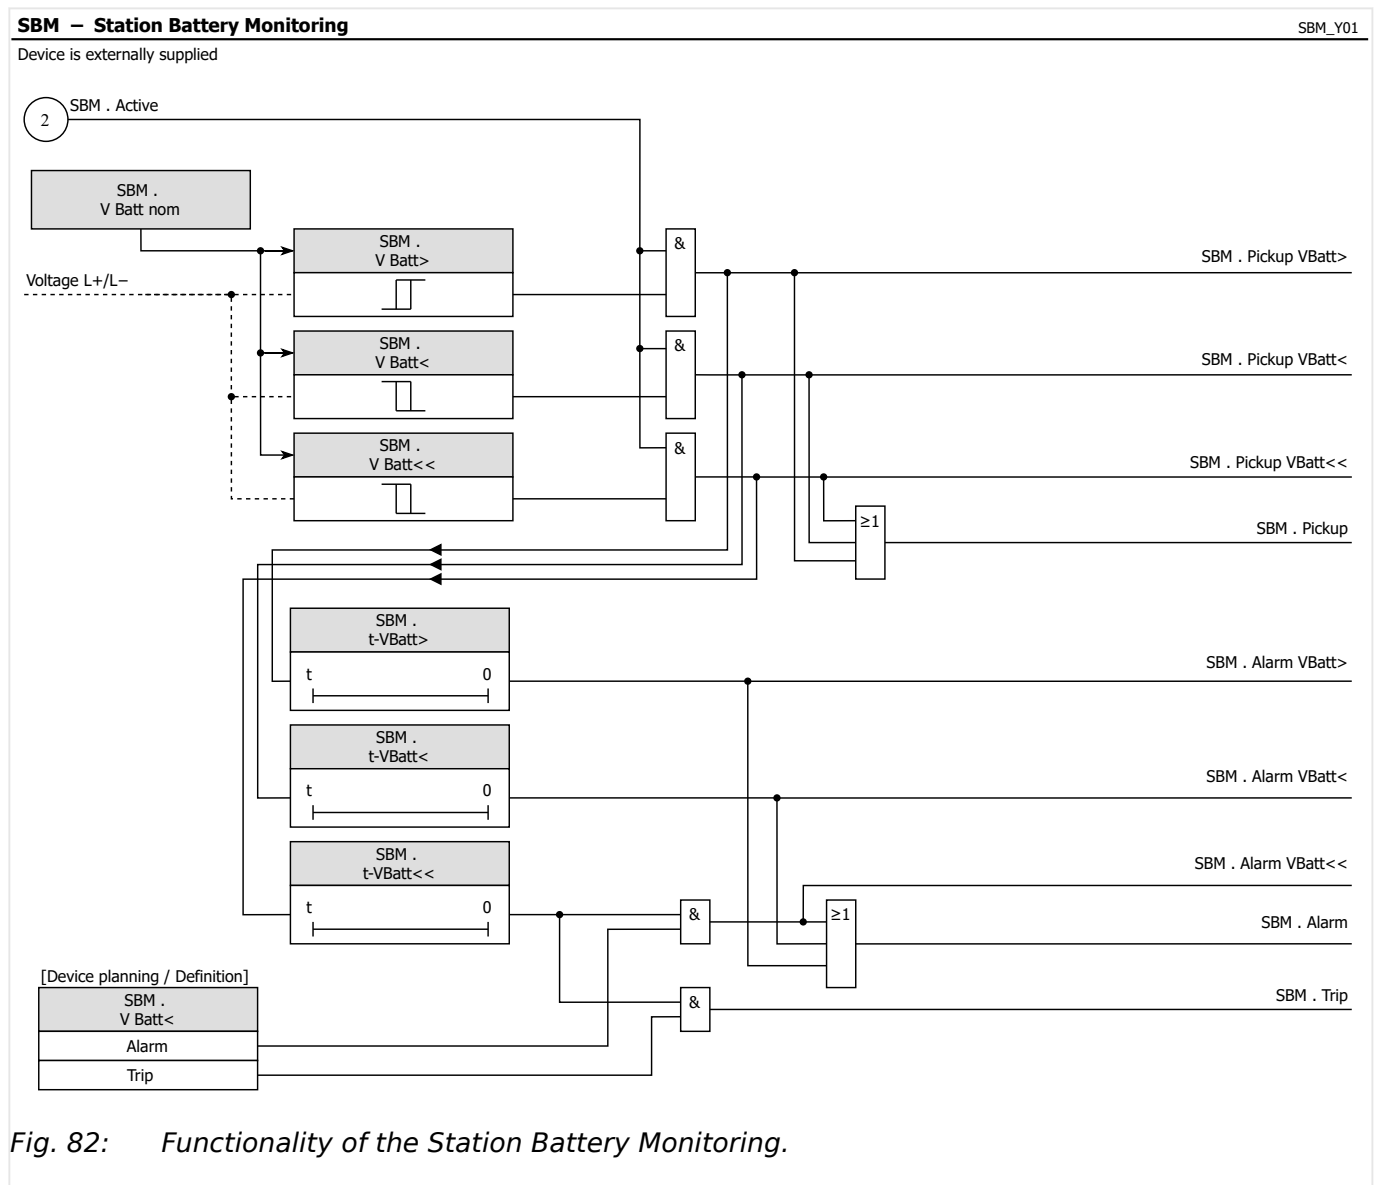 SBM – Station Battery Monitoring
SBM_Y01
Device is externally supplied
SBM . Active
2
SBM .
V Batt nom
SBM .
V Batt>
&
SBM . Pickup VBatt>
Voltage L+/L−
SBM .
V Batt<
&
SBM . Pickup VBatt<
SBM .
V Batt<<
&
SBM . Pickup VBatt<<
≥1
SBM . Pickup
SBM .
t-VBatt>
t 0
SBM . Alarm VBatt>
SBM .
t-VBatt<
t 0
SBM . Alarm VBatt<
SBM .
t-VBatt<<
t 0
SBM . Alarm VBatt<<
&
≥1
SBM . Alarm
[Device planning / Definition]
SBM .
V Batt<
Alarm
Trip
&
SBM . Trip
Fig. 82: Functionality of the Station Battery Monitoring.